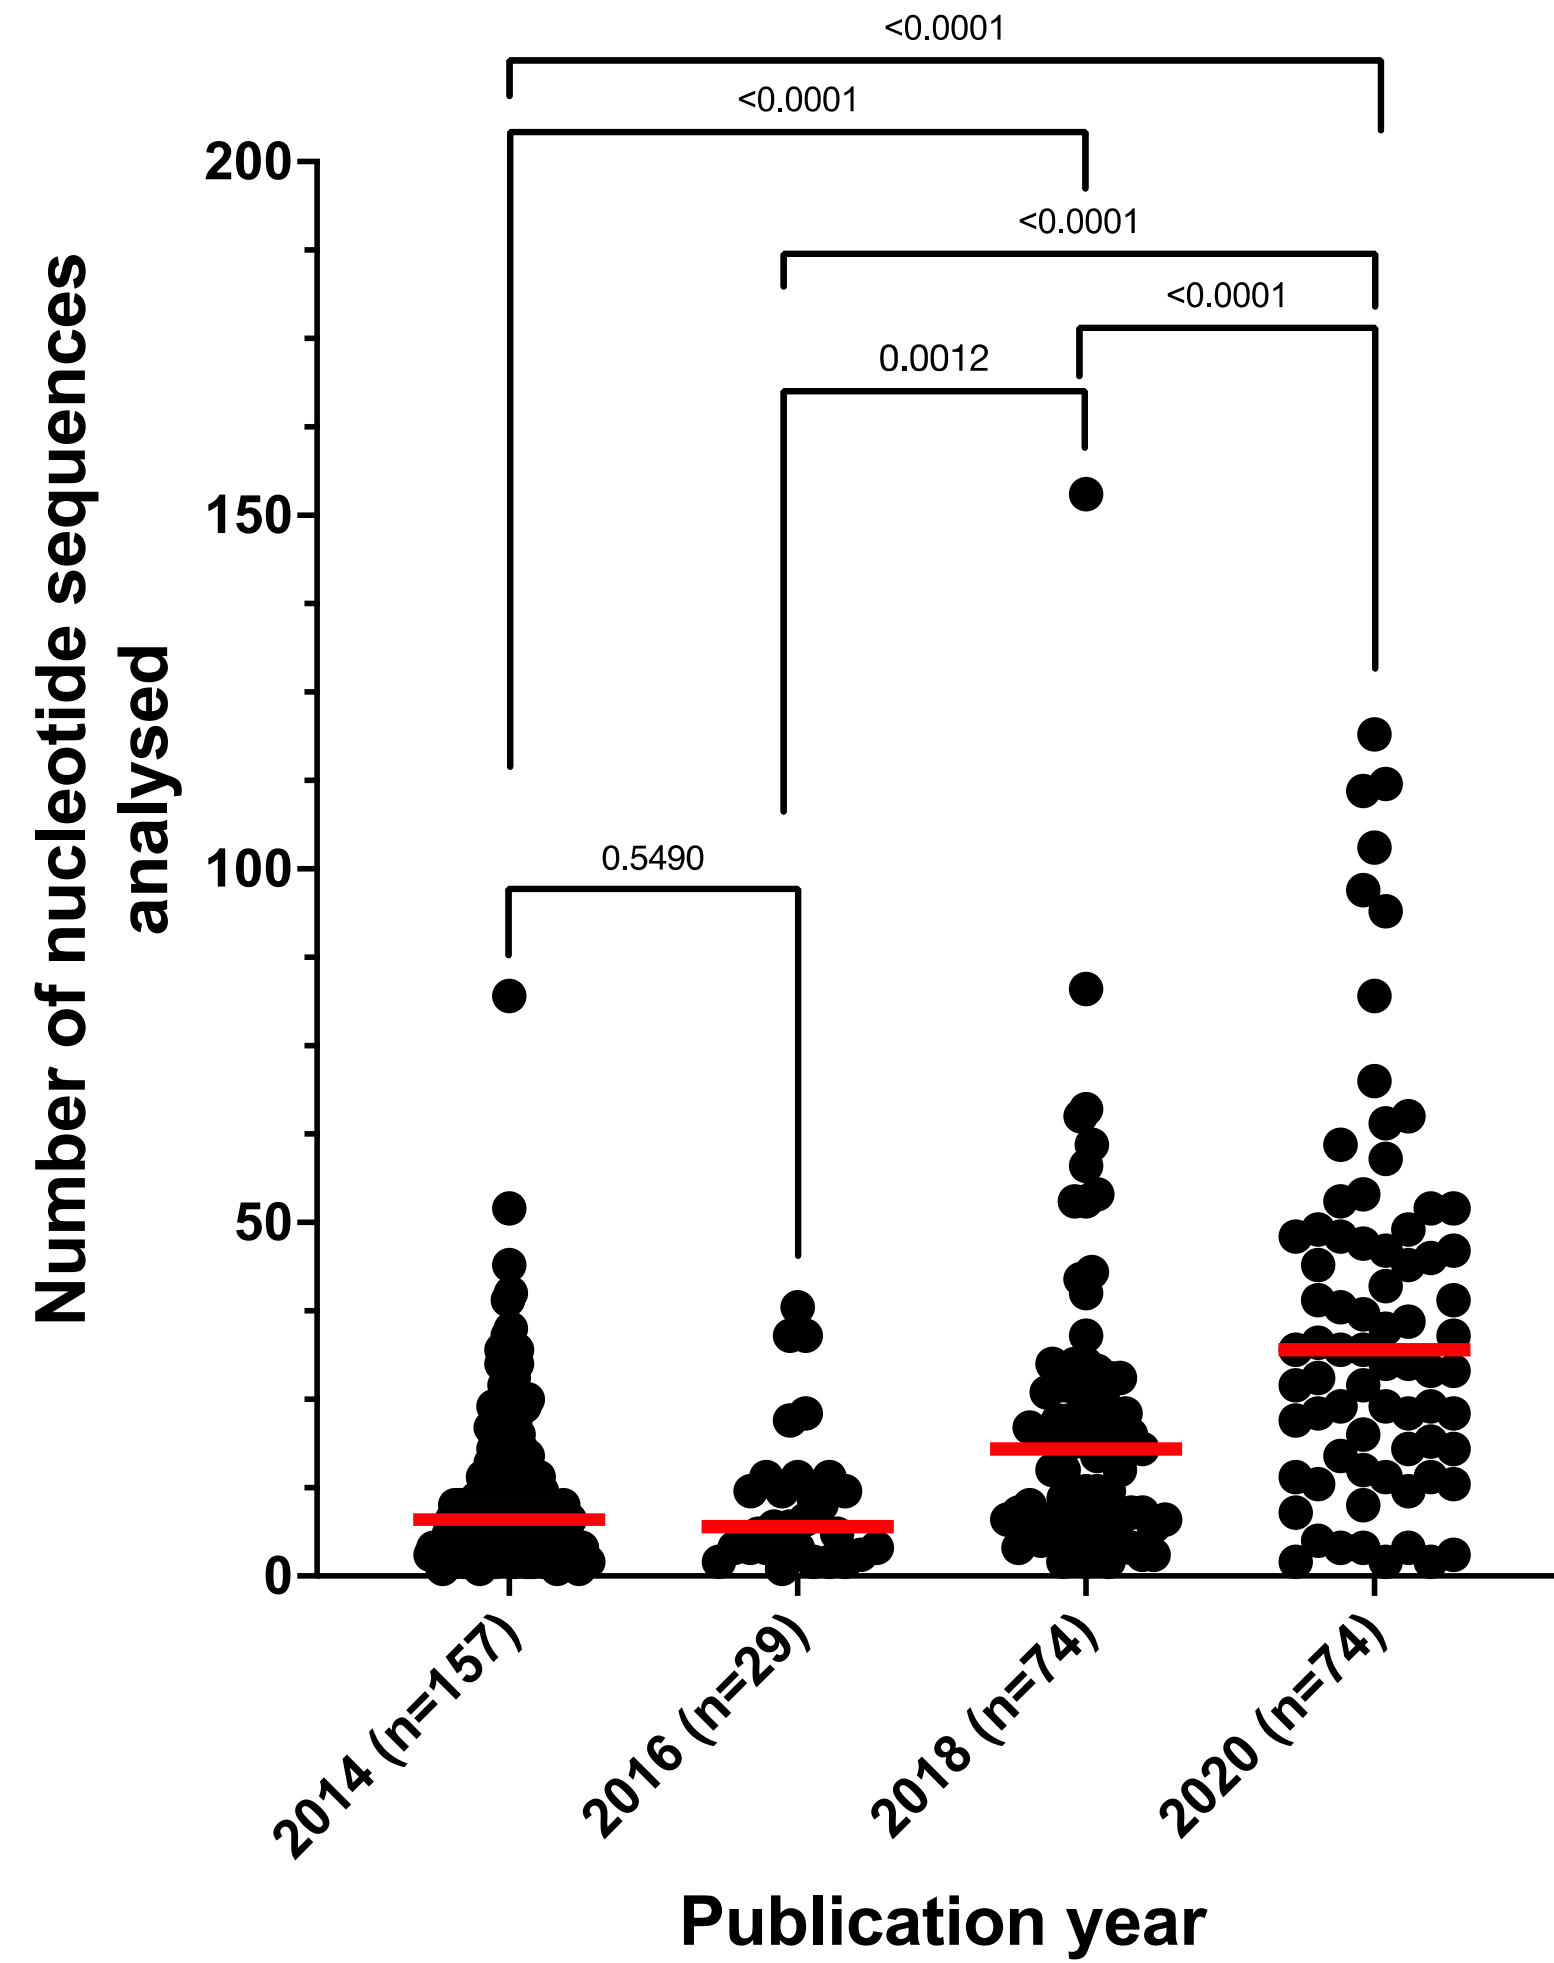 <0.0001
<0.0001
200
<0.0001
<0.0001
0.0012
150
100
0.5490
50
0
Number of nucleotide sequences
analysed
2014 (n=157)
2016 (n=29)
2018 (n=74)
2020 (n=74)
Publication year